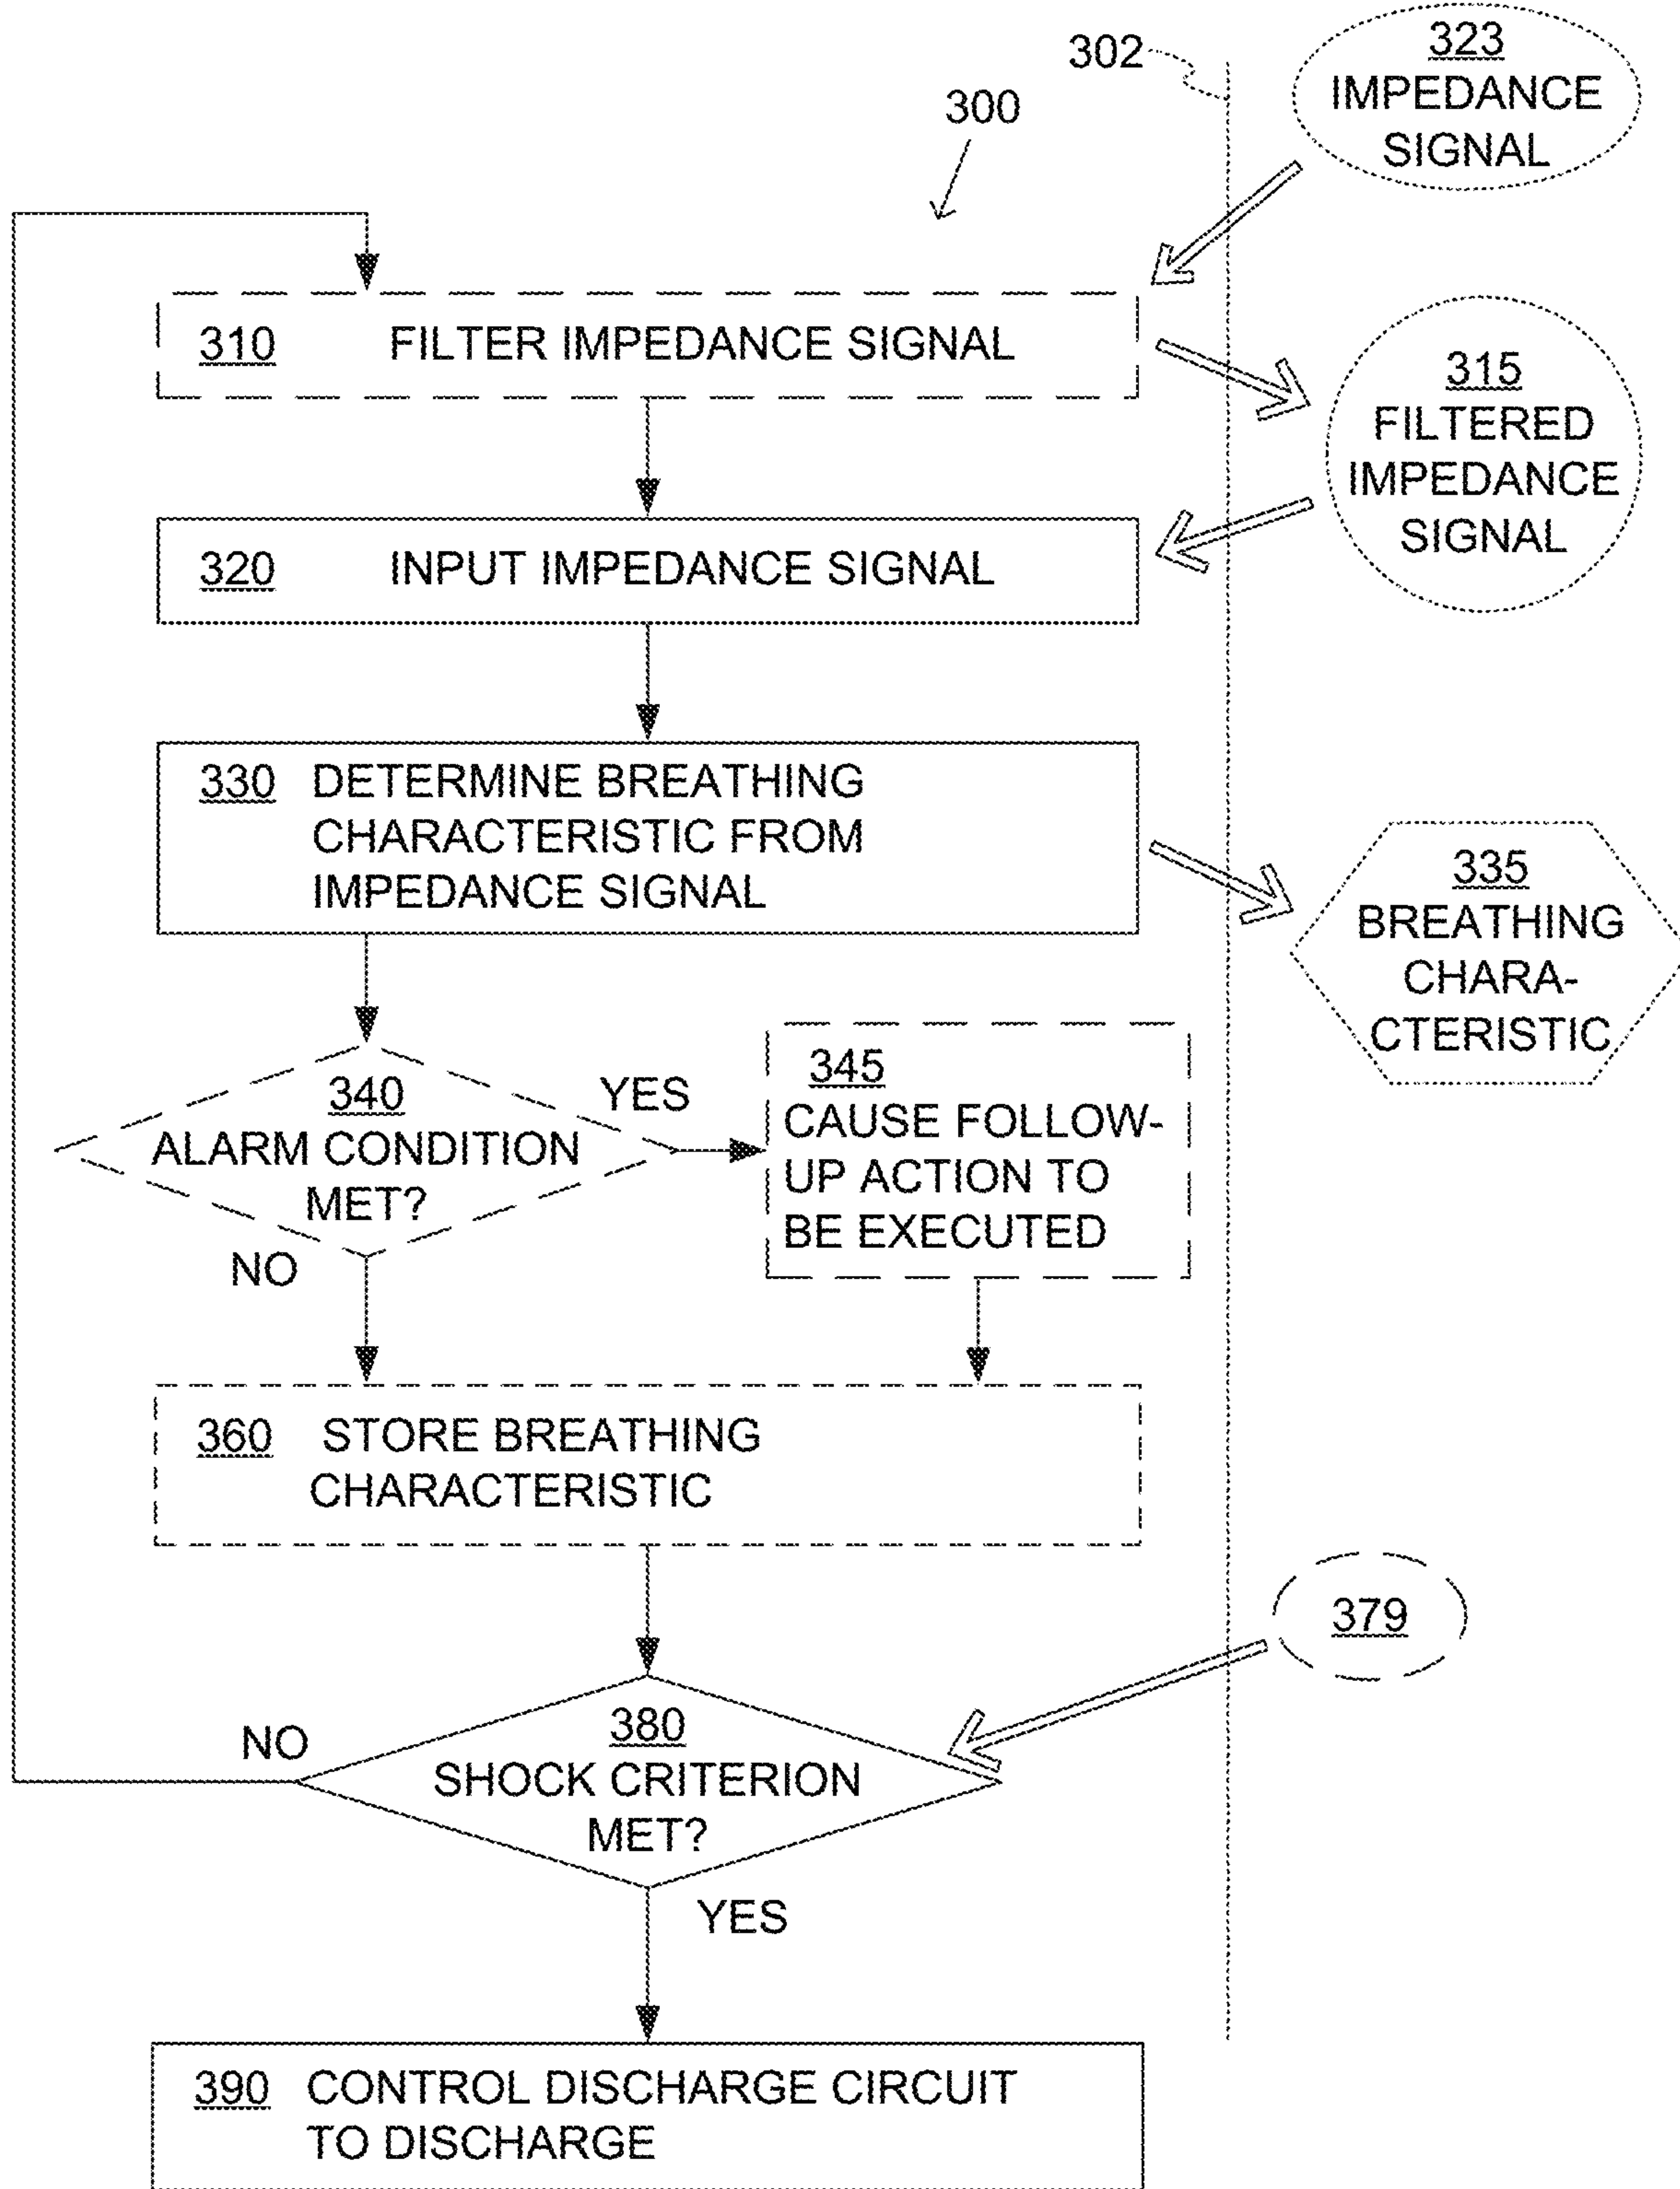 302
323
IMPEDANCE
SIGNAL
300
310 FILTER IMPEDANCE SIGNAL
315
FILTERED
IMPEDANCE
SIGNAL
320 INPUT IMPEDANCE SIGNAL
330 DETERMINE BREATHING
CHARACTERISTIC FROM
IMPEDANCE SIGNAL
335
BREATHING
CHARA-
CTERISTIC
340
ALARM CONDITION
MET?
YES
NO
345
CAUSE FOLLOW-
UP ACTION TO
BE EXECUTED
360 STORE BREATHING
CHARACTERISTIC
379
380
SHOCK CRITERION
MET?
NO
YES
390 CONTROL DISCHARGE CIRCUIT
TO DISCHARGE